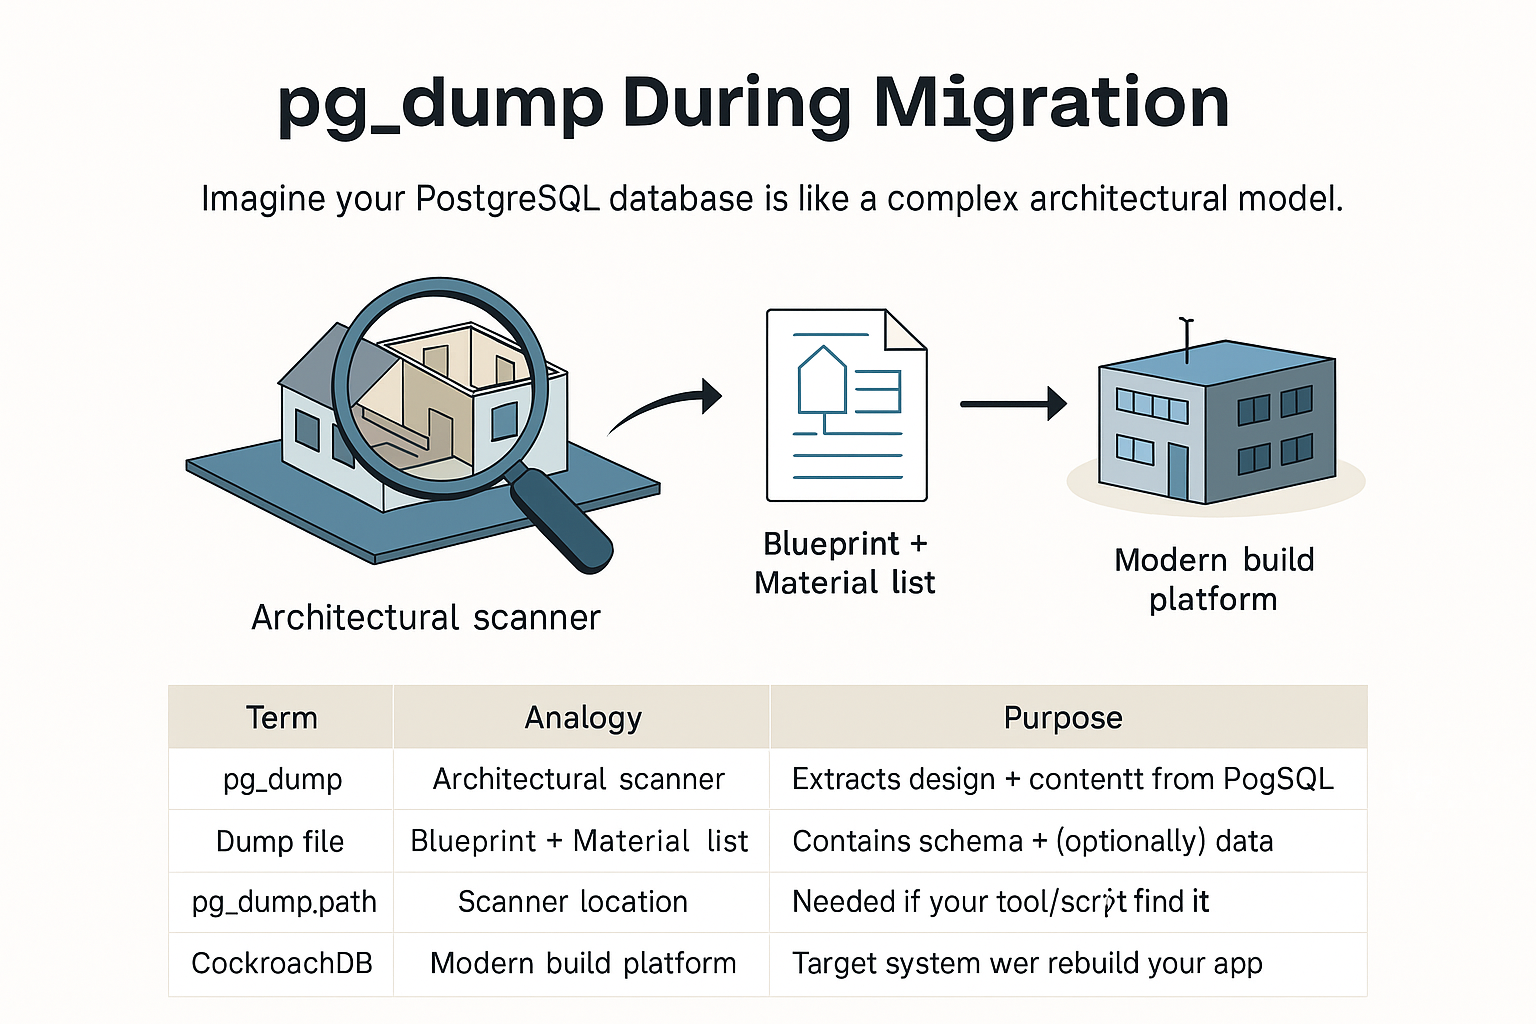 pg_dump During Migration
Imagine your PostgreSQL database is like a complex architectural model.
Architectural scanner
Blueprint +
Material list
Modern build
platform
Term Analogy Purpose
pg_dump Architectural scanner Extracts design + contentt from PogSQL
Dump file Blueprint + Material list Contains schema + (optionally) data
pg_dump.path Scanner location Needed if your tool/script find it
CockroachDB Modern build platform Target system wer rebuild your app